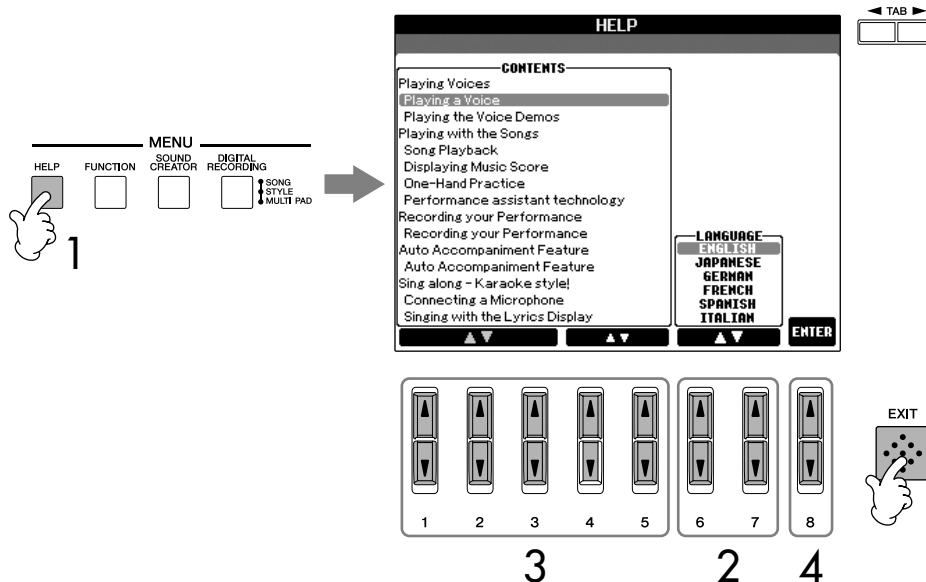 HELP
◄ TAB ►
CONTENTS
Playing Voices
Playing a Voice
Playing the Voice Demos
Playing with the Songs
Song Playback
Displaying Music Score
One-Hand Practice
Performance assistant technology
Recording your Performance
Recording your Performance
Auto Accompaniment Feature
Auto Accompaniment Feature
Sing along - Karaoke style!
Connecting a Microphone
Singing with the Lyrics Display
LANGUAGE
ENGLISH
JAPANESE
GERMAN
FRENCH
SPANISH
ITALIAN
ENTER
MENU
HELP
FUNCTION
SOUND CREATOR
DIGITAL RECORDING
SONG
STYLE
MULTI PAD
1
1 2 3 4 5 6 7 8
3 2 4
EXIT